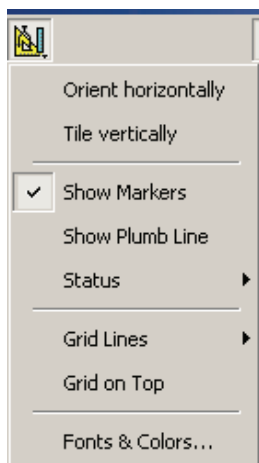 Orient horizontally
Tile vertically
Show Markers
Show Plumb Line
Status
Grid Lines
Grid on Top
Fonts & Colors...